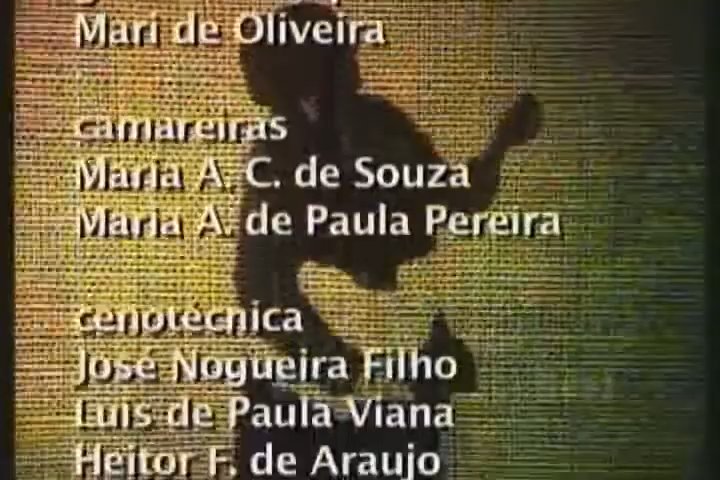 Mari de Oliveira
camareiras
Maria A. C. de Souza
Maria A. de Paula Pereira
cenotécnica
José Nogueira Filho
Luis de Paula Viana
Heitor F. de Araujo